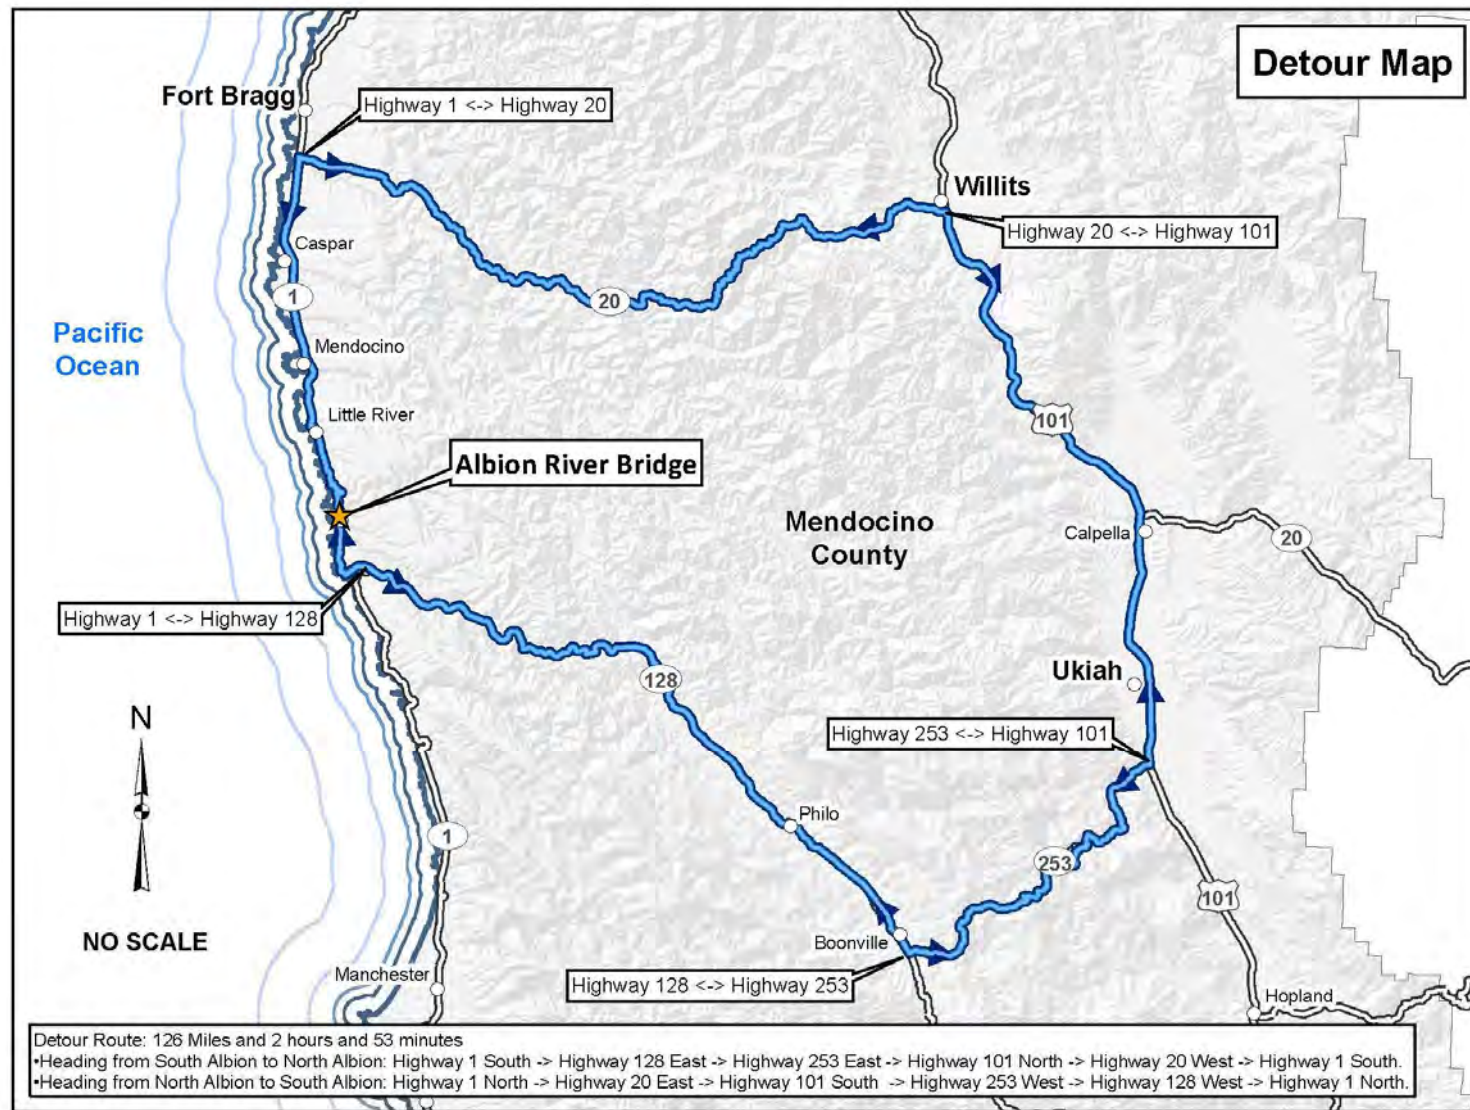 Detour Map
Fort Bragg
Highway 1 <-> Highway 20
Willits
Highway 20 <-> Highway 101
Caspar
1
20
Pacific
Ocean
Mendocino
Little River
101
Albion River Bridge
Mendocino
County
Calpella
20
Highway 1 <-> Highway 128
128
Ukiah
N
Highway 253 <-> Highway 101
Philo
1
253
101
NO SCALE
Boonville
Manchester
Highway 128 <-> Highway 253
Hopland
Detour Route: 126 Miles and 2 hours and 53 minutes
•Heading from South Albion to North Albion: Highway 1 South -> Highway 128 East -> Highway 253 East -> Highway 101 North -> Highway 20 West -> Highway 1 South.
•Heading from North Albion to South Albion: Highway 1 North -> Highway 20 East -> Highway 101 South -> Highway 253 West -> Highway 128 West -> Highway 1 North.